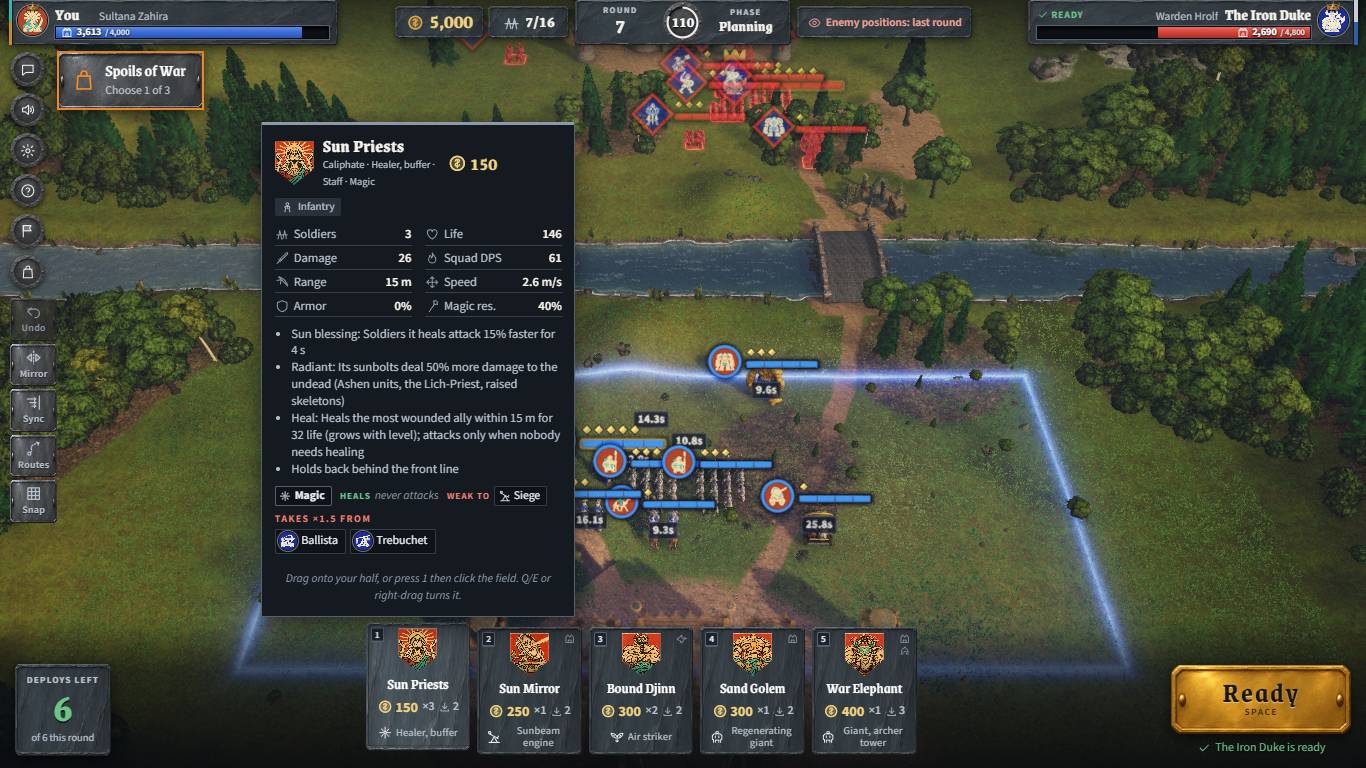 You Sultana Zahira
3,613 / 4,000
5,000
7/16
ROUND
7
110
PHASE
Planning
Enemy positions: last round
READY
Warden Hrolf The Iron Duke
2,690 / 4,800
Spoils of War
Choose 1 of 3
Undo
Mirror
Sync
Routes
Snap
Sun Priests
Caliphate · Healer, buffer ·
Staff · Magic
150
Infantry
Soldiers 3
Life 146
Damage 26
Squad DPS 61
Range 15 m
Speed 2.6 m/s
Armor 0%
Magic res. 40%
• Sun blessing: Soldiers it heals attack 15% faster for
4 s
• Radiant: Its sunbolts deal 50% more damage to the
undead (Ashen units, the Lich-Priest, raised
skeletons)
• Heal: Heals the most wounded ally within 15 m for
32 life (grows with level); attacks only when nobody
needs healing
• Holds back behind the front line
Magic HEALS never attacks WEAK TO Siege
TAKES ×1.5 FROM
Ballista Trebuchet
Drag onto your half, or press 1 then click the field. Q/E or
right-drag turns it.
9.6s
14.3s
10.8s
16.1s
9.3s
25.8s
DEPLOYS LEFT
6
of 6 this round
1
Sun Priests
150 ×3 2
Healer, buffer
2
Sun Mirror
250 ×1 2
Sunbeam
engine
3
Bound Djinn
300 ×2 2
Air striker
4
Sand Golem
300 ×1 2
Regenerating
giant
5
War Elephant
400 ×1 3
Giant, archer
tower
Ready
SPACE
The Iron Duke is ready